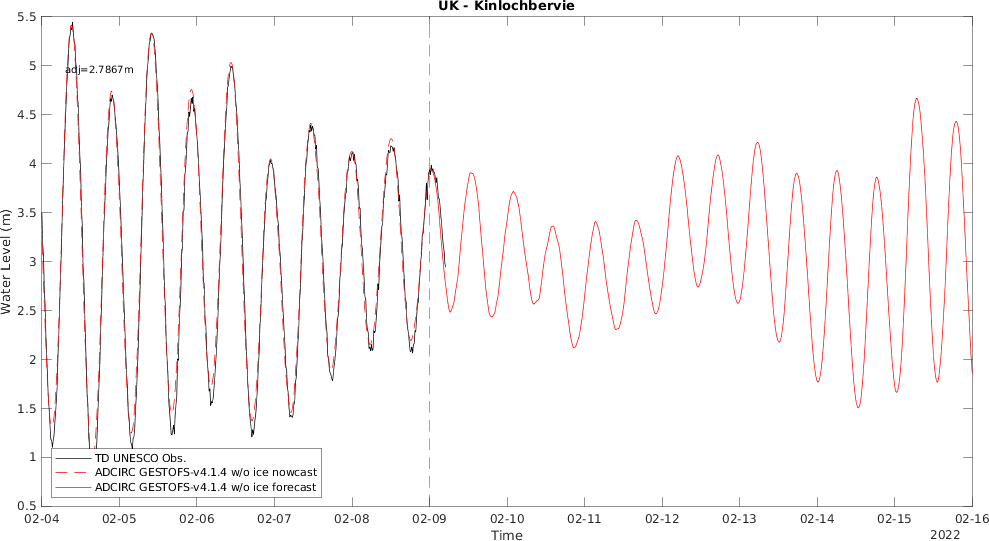 UK - Kinlochbervie
5.5
5
4.5
4
3.5
3
2.5
2
1.5
1
0.5
Water Level (m)
adj=2.7867m
TD UNESCO Obs.
ADCIRC GESTOFS-v4.1.4 w/o ice nowcast
ADCIRC GESTOFS-v4.1.4 w/o ice forecast
02-04 02-05 02-06 02-07 02-08 02-09 02-10 02-11 02-12 02-13 02-14 02-15 02-16
Time
2022